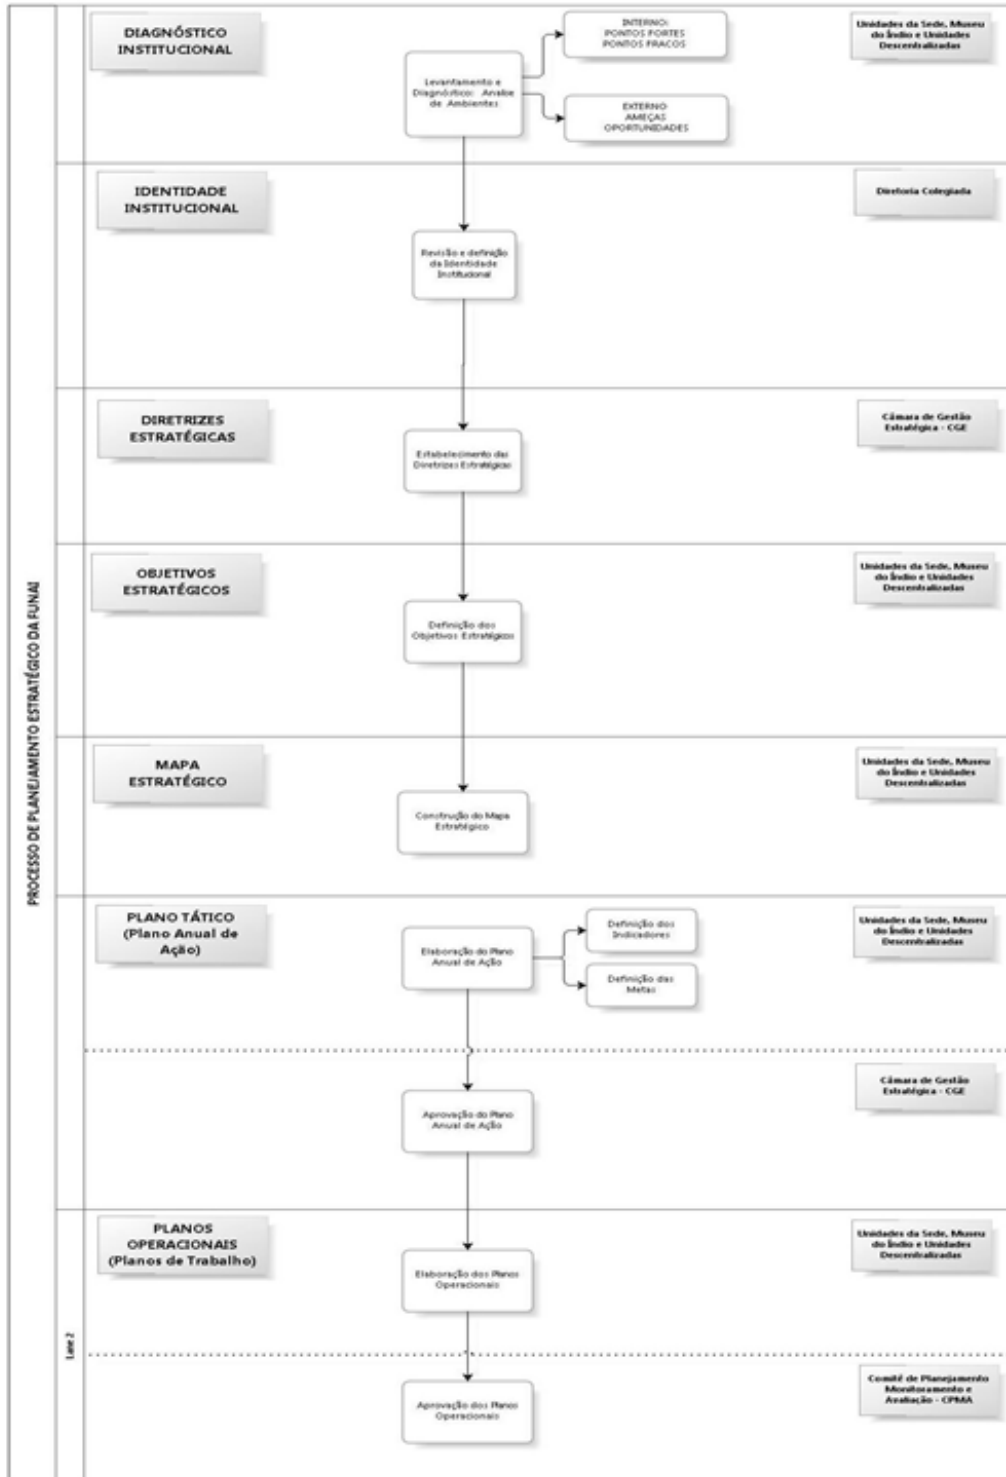 PROCESSO DE PLANEJAMENTO ESTRATÉGICO DA FUNAI
DIAGNÓSTICO
INSTITUCIONAL
Levantamento e
Diagnóstico: Analse
de Ambientes
INTERNO:
PONTOS FORTES
PONTOS FRACOS
EXTERNO
AMEÇAS
OPORTUNIDADES
Unidades da Sede, Museu
do Índio e Unidades
Descentralizadas
IDENTIDADE
INSTITUCIONAL
Revisão e definição
da Identidade
Institucional
Diretoria Colegiada
DIRETRIZES
ESTRATÉGICAS
Estabelecimento das
Diretrizes Estratégicas
Câmara de Gestão
Estratégica - CGE
OBJETIVOS
ESTRATÉGICOS
Definição dos
Objetivos Estratégicos
Unidades da Sede, Museu
do Índio e Unidades
Descentralizadas
MAPA
ESTRATÉGICO
Construção do Mapa
Estratégico
Unidades da Sede, Museu
do Índio e Unidades
Descentralizadas
PLANO TÁTICO
(Plano Anual de
Ação)
Elaboração do Plano
Anual de Ação
Definição dos
Indicadores
Definição das
Metas
Unidades da Sede, Museu
do Índio e Unidades
Descentralizadas
Aprovação do Plano
Anual de Ação
Câmara de Gestão
Estratégica - CGE
Lane 2
PLANOS
OPERACIONAIS
(Planos de Trabalho)
Elaboração dos Planos
Operacionais
Unidades da Sede, Museu
do Índio e Unidades
Descentralizadas
Aprovação dos Planos
Operacionais
Comitê de Planejamento
Monitoramento e
Avaliação - CPMA